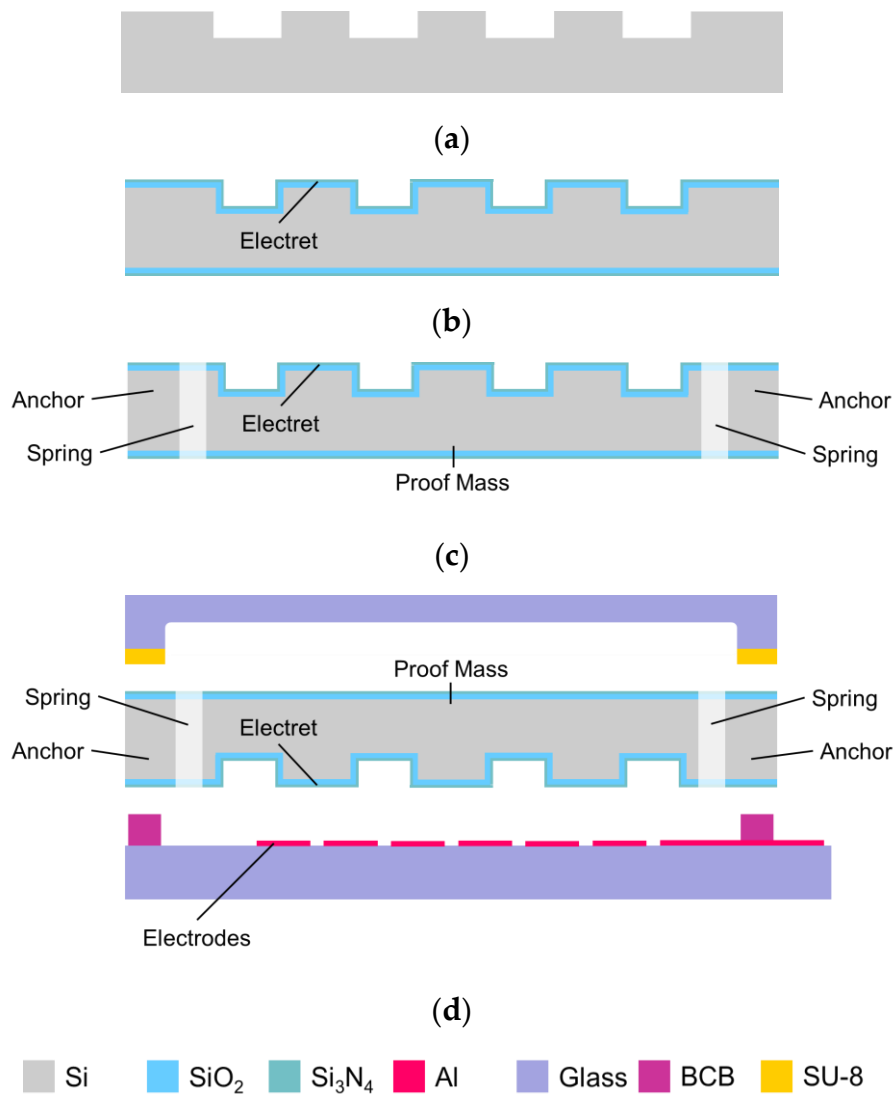 (a)
Electret
(b)
Anchor
Anchor
Electret
Spring
Spring
Proof Mass
(c)
Proof Mass
Spring
Spring
Electret
Anchor
Anchor
Electrodes
(d)
Si SiO₂ Si₃N₄ Al Glass BCB SU-8